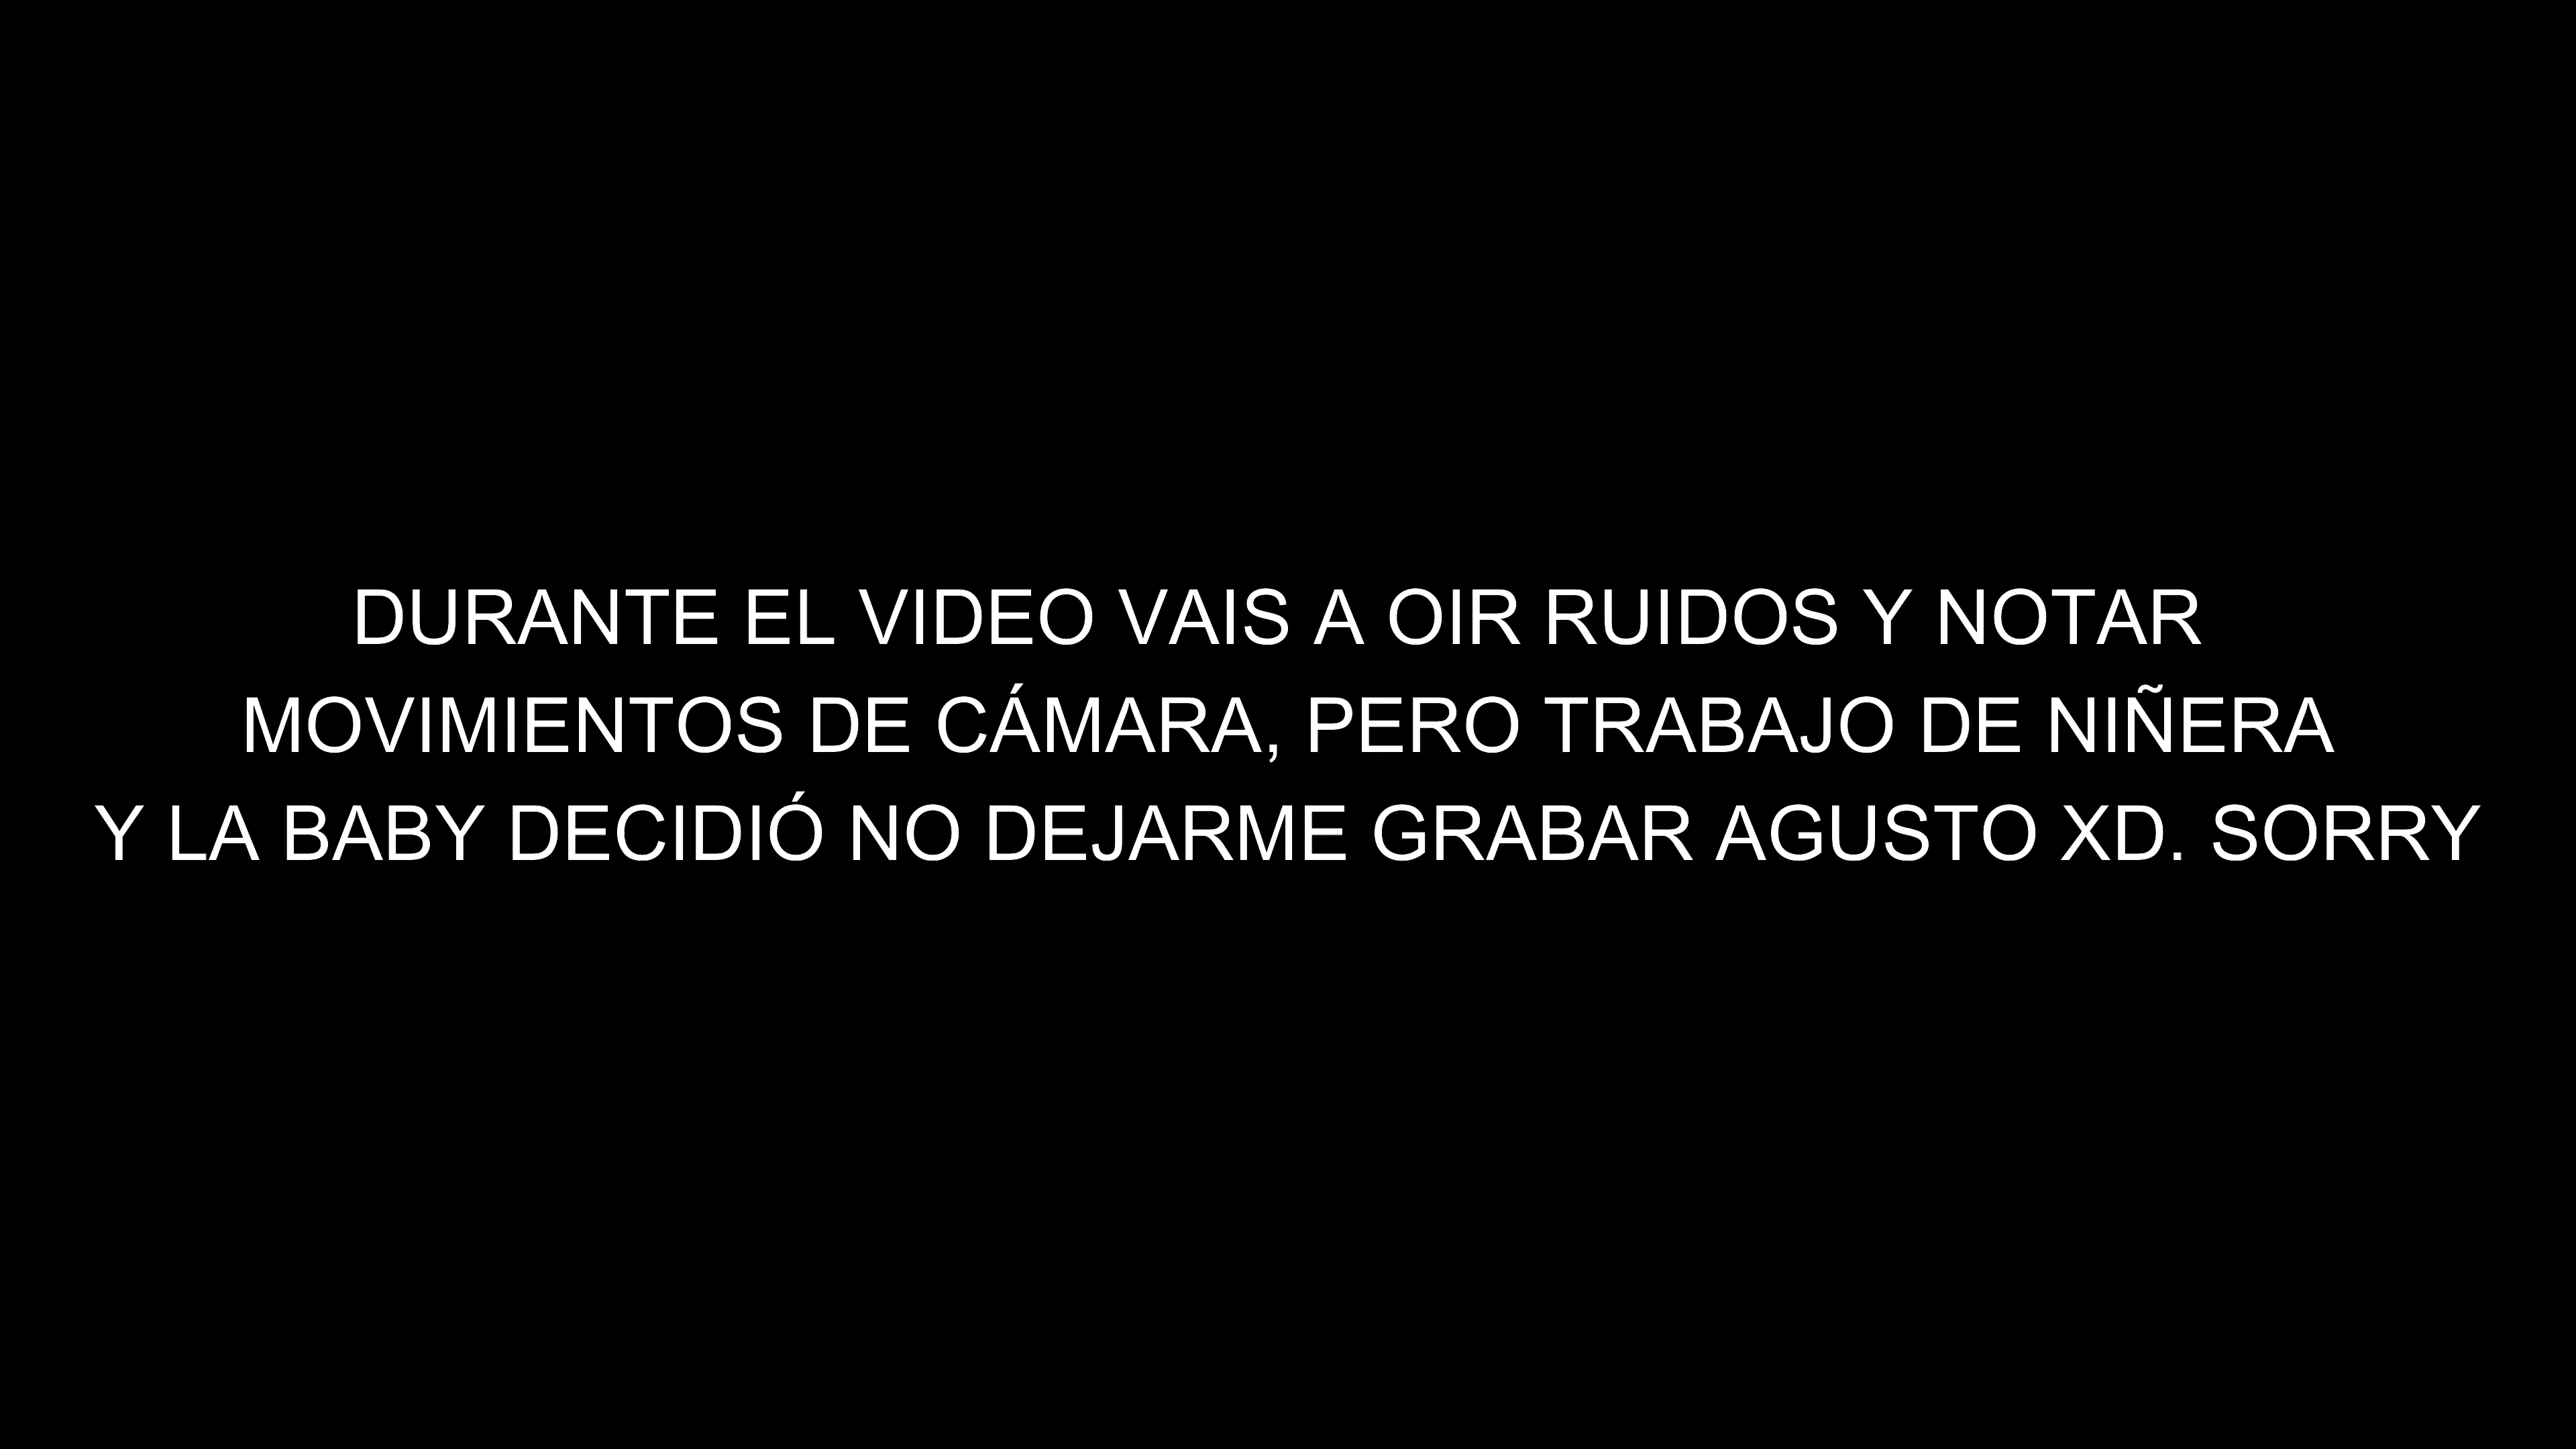 DURANTE EL VIDEO VAIS A OIR RUIDOS Y NOTAR
MOVIMIENTOS DE CÁMARA, PERO TRABAJO DE NIÑERA
Y LA BABY DECIDIÓ NO DEJARME GRABAR AGUSTO XD. SORRY